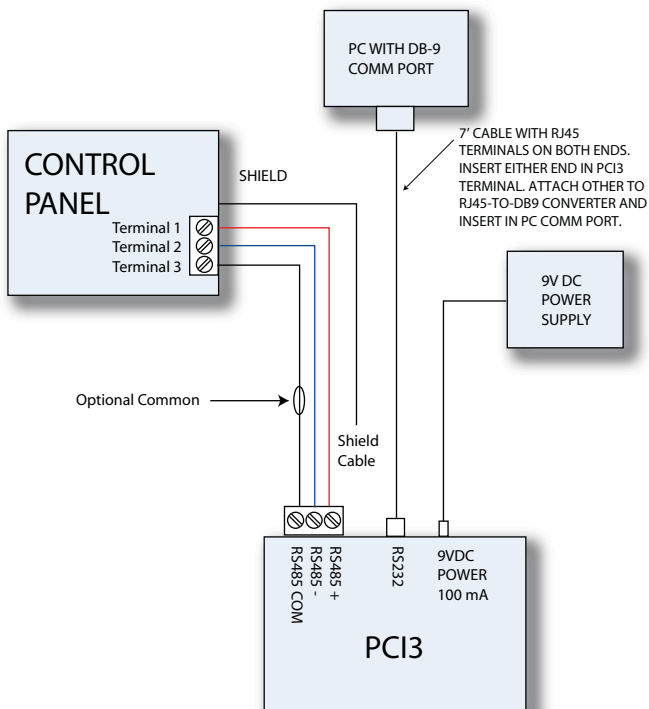 PC WITH DB-9
COMM PORT
7' CABLE WITH RJ45
TERMINALS ON BOTH ENDS.
INSERT EITHER END IN PCI3
TERMINAL. ATTACH OTHER TO
RJ45-TO-DB9 CONVERTER AND
INSERT IN PC COMM PORT.
CONTROL
PANEL
SHIELD
Terminal 1
Terminal 2
Terminal 3
9V DC
POWER
SUPPLY
Optional Common
Shield
Cable
RS485 COM
RS485 -
RS485 +
RS232
9VDC
POWER
100 mA
PCI3